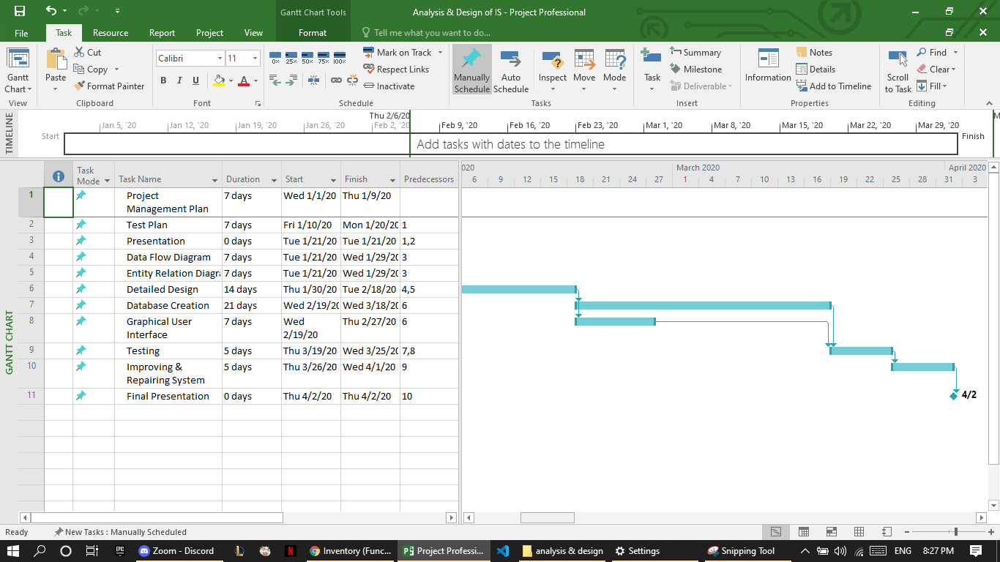 Gantt Chart Tools
Analysis & Design of IS - Project Professional
File Task Resource Report Project View Format Tell me what you want to do...
Gantt Chart
View
Paste
Cut
Copy
Format Painter
Clipboard
Calibri 11
B I U A
Font
0% 25% 50% 75% 100%
Mark on Track
Respect Links
Inactivate
Schedule
Manually Schedule
Auto Schedule
Inspect
Move
Mode
Tasks
Task
Summary
Milestone
Deliverable
Insert
Information
Notes
Details
Add to Timeline
Properties
Scroll to Task
Find
Clear
Fill
Editing
TIMELINE
Thu 2/6/20
Jan 5, '20 Jan 12, '20 Jan 19, '20 Jan 26, '20 Feb 2, '20 Feb 9, '20 Feb 16, '20 Feb 23, '20 Mar 1, '20 Mar 8, '20 Mar 15, '20 Mar 22, '20 Mar 29, '20
Start
Add tasks with dates to the timeline
Finish
GANTT CHART
Task Mode Task Name Duration Start Finish Predecessors
020 March 2020 April 2020
6 9 12 15 18 21 24 27 1 4 7 10 13 16 19 22 25 28 31 3
1 Project Management Plan 7 days Wed 1/1/20 Thu 1/9/20
2 Test Plan 7 days Fri 1/10/20 Mon 1/20/20 1
3 Presentation 0 days Tue 1/21/20 Tue 1/21/20 1,2
4 Data Flow Diagram 7 days Tue 1/21/20 Wed 1/29/20 3
5 Entity Relation Diagra 7 days Tue 1/21/20 Wed 1/29/20 3
6 Detailed Design 14 days Thu 1/30/20 Tue 2/18/20 4,5
7 Database Creation 21 days Wed 2/19/20 Wed 3/18/20 6
8 Graphical User Interface 7 days Wed 2/19/20 Thu 2/27/20 6
9 Testing 5 days Thu 3/19/20 Wed 3/25/20 7,8
10 Improving & Repairing System 5 days Thu 3/26/20 Wed 4/1/20 9
11 Final Presentation 0 days Thu 4/2/20 Thu 4/2/20 10
4/2
Ready New Tasks : Manually Scheduled
Zoom - Discord
Inventory (Func...
Project Professi...
analysis & design
Settings
Snipping Tool
ENG 8:27 PM